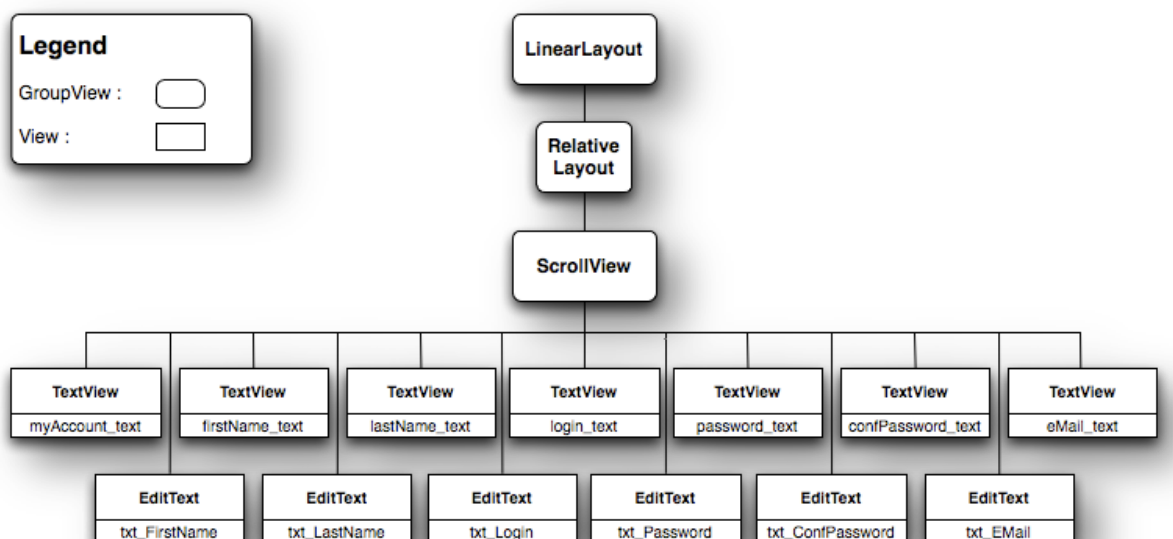 Legend
GroupView :
View :
LinearLayout
Relative
Layout
ScrollView
TextView
myAccount_text
TextView
firstName_text
TextView
lastName_text
TextView
login_text
TextView
password_text
TextView
confPassword_text
TextView
eMail_text
EditText
txt_FirstName
EditText
txt_LastName
EditText
txt_Login
EditText
txt_Password
EditText
txt_ConfPassword
EditText
txt_EMail